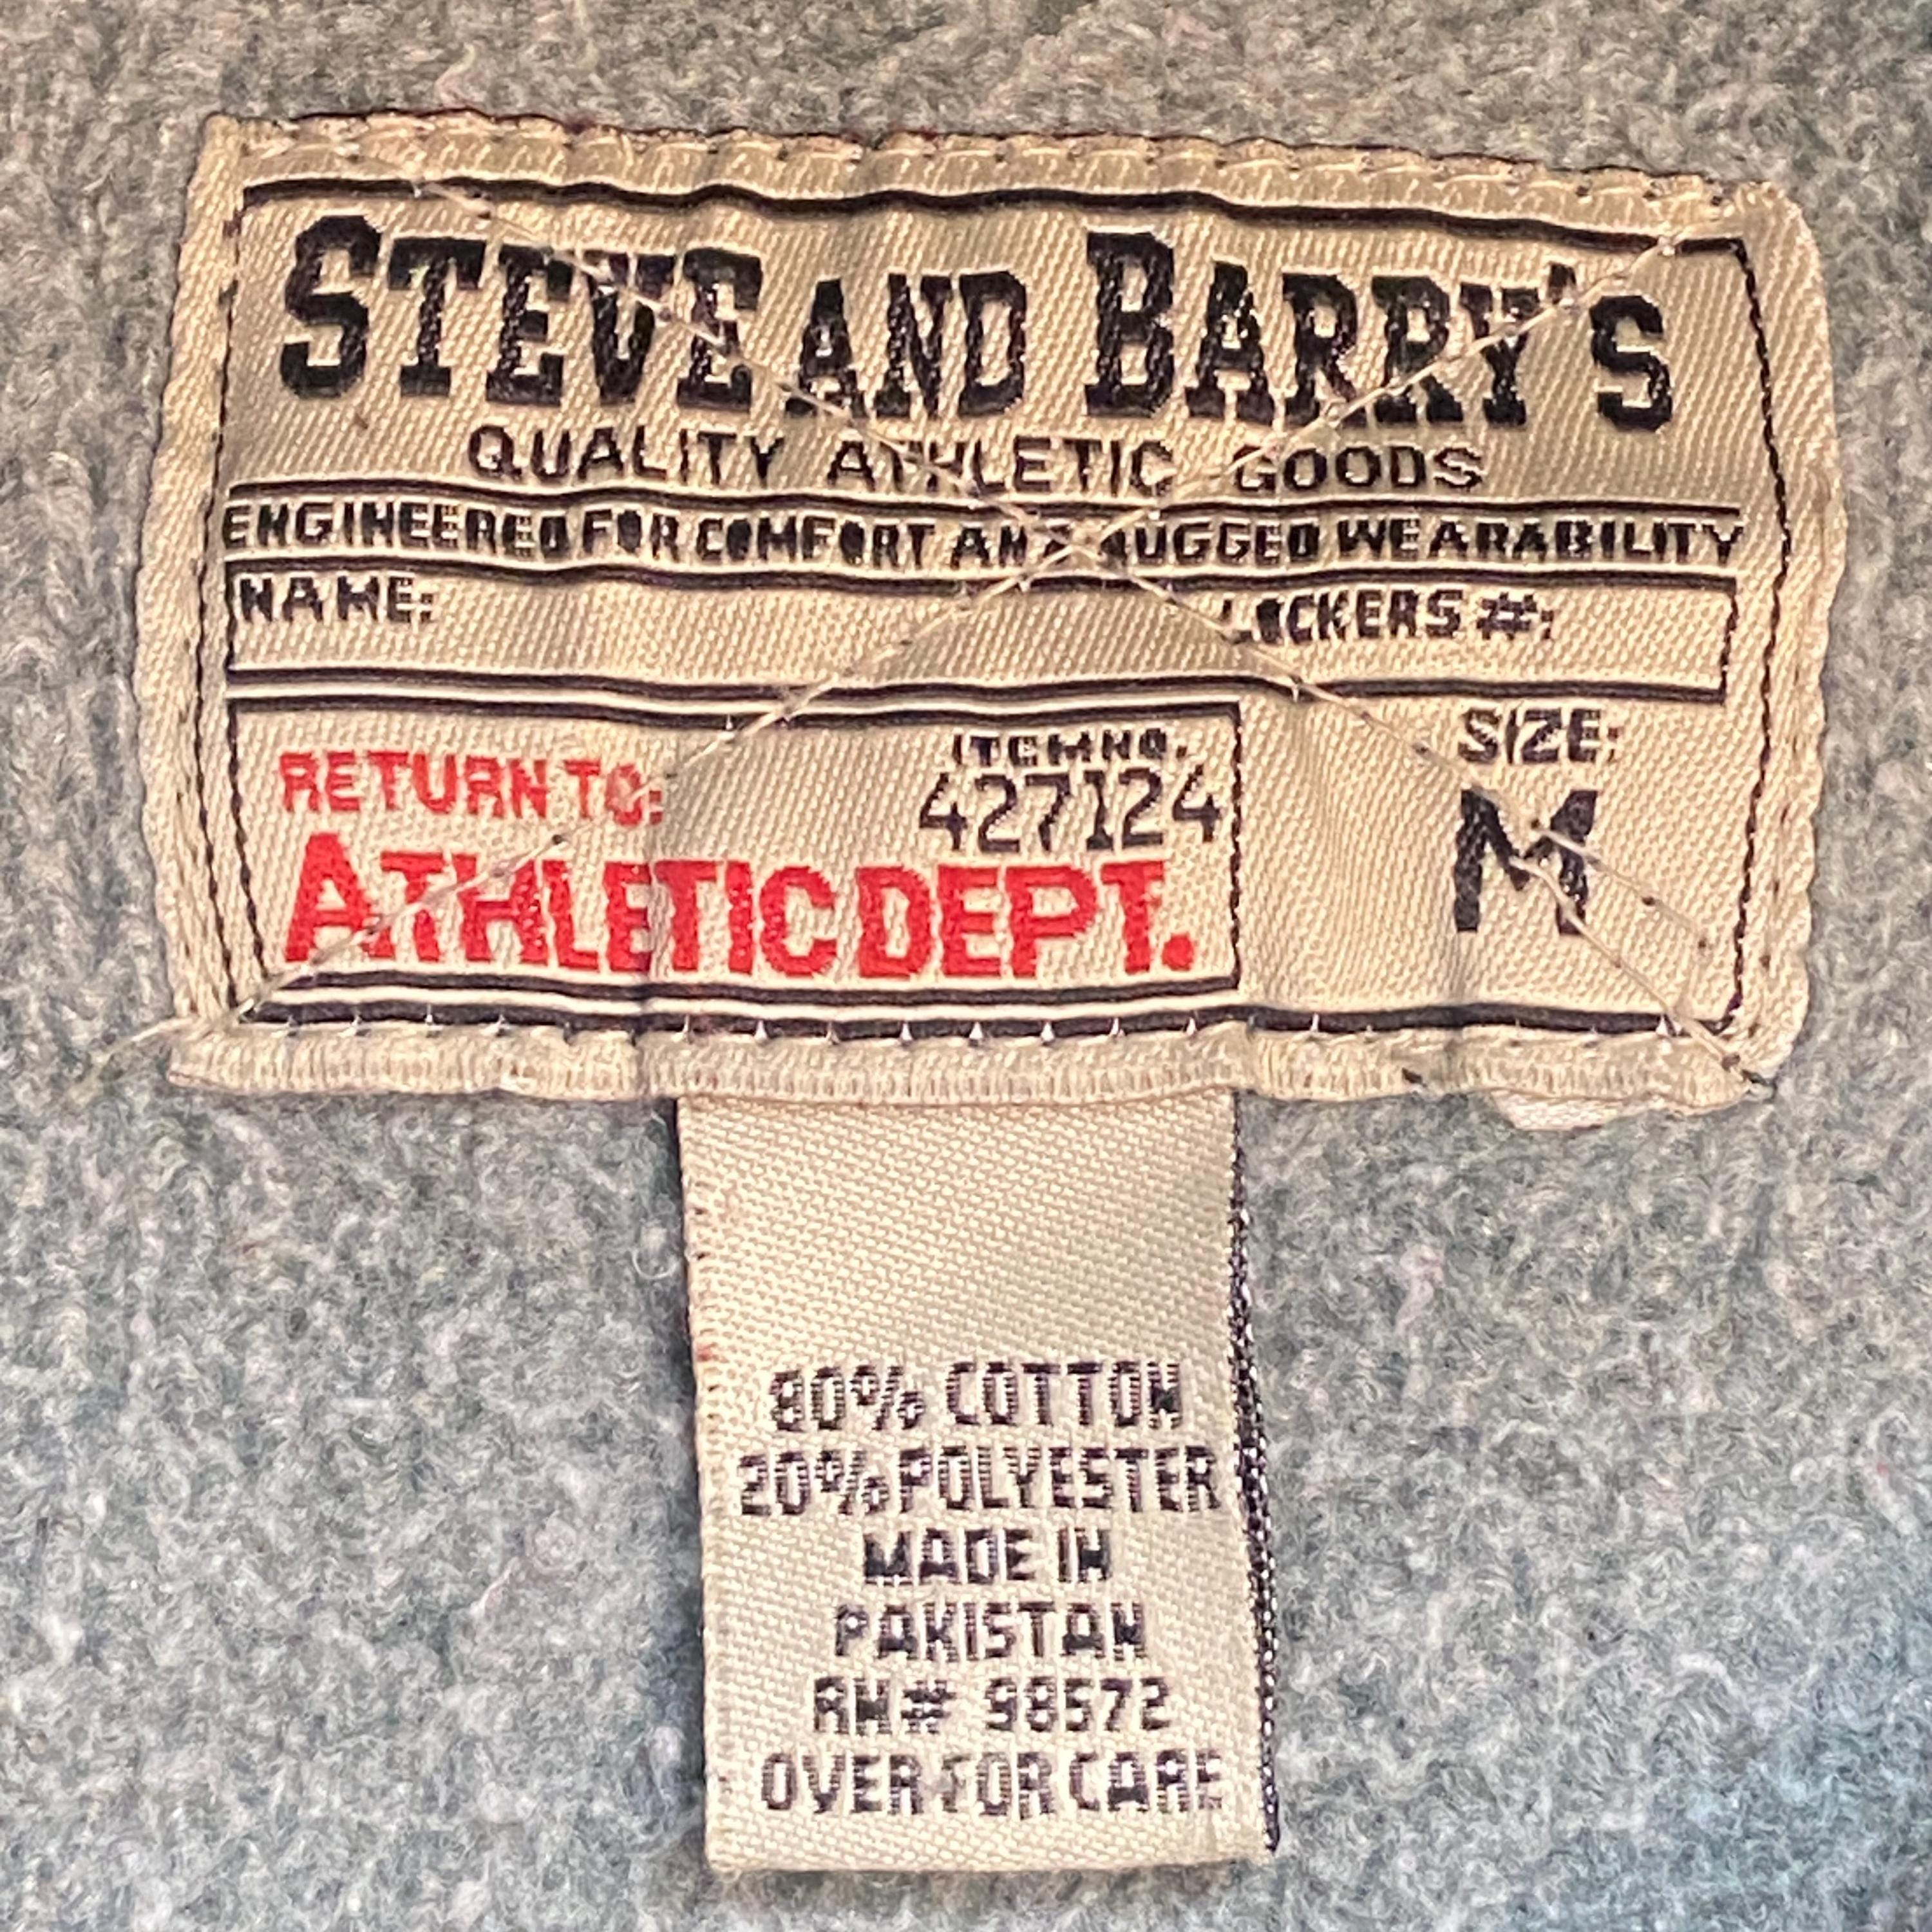 STEVE AND BARRY'S
QUALITY ATHLETIC GOODS
ENGINEERED FOR COMFORT AND RUGGED WEARABILITY
NAME: LOCKERS #:
RETURN TO: ITEM NO.
427124
ATHLETIC DEPT.
SIZE:
M
80% COTTON
20% POLYESTER
MADE IN
PAKISTAN
RN# 98572
OVER FOR CARE